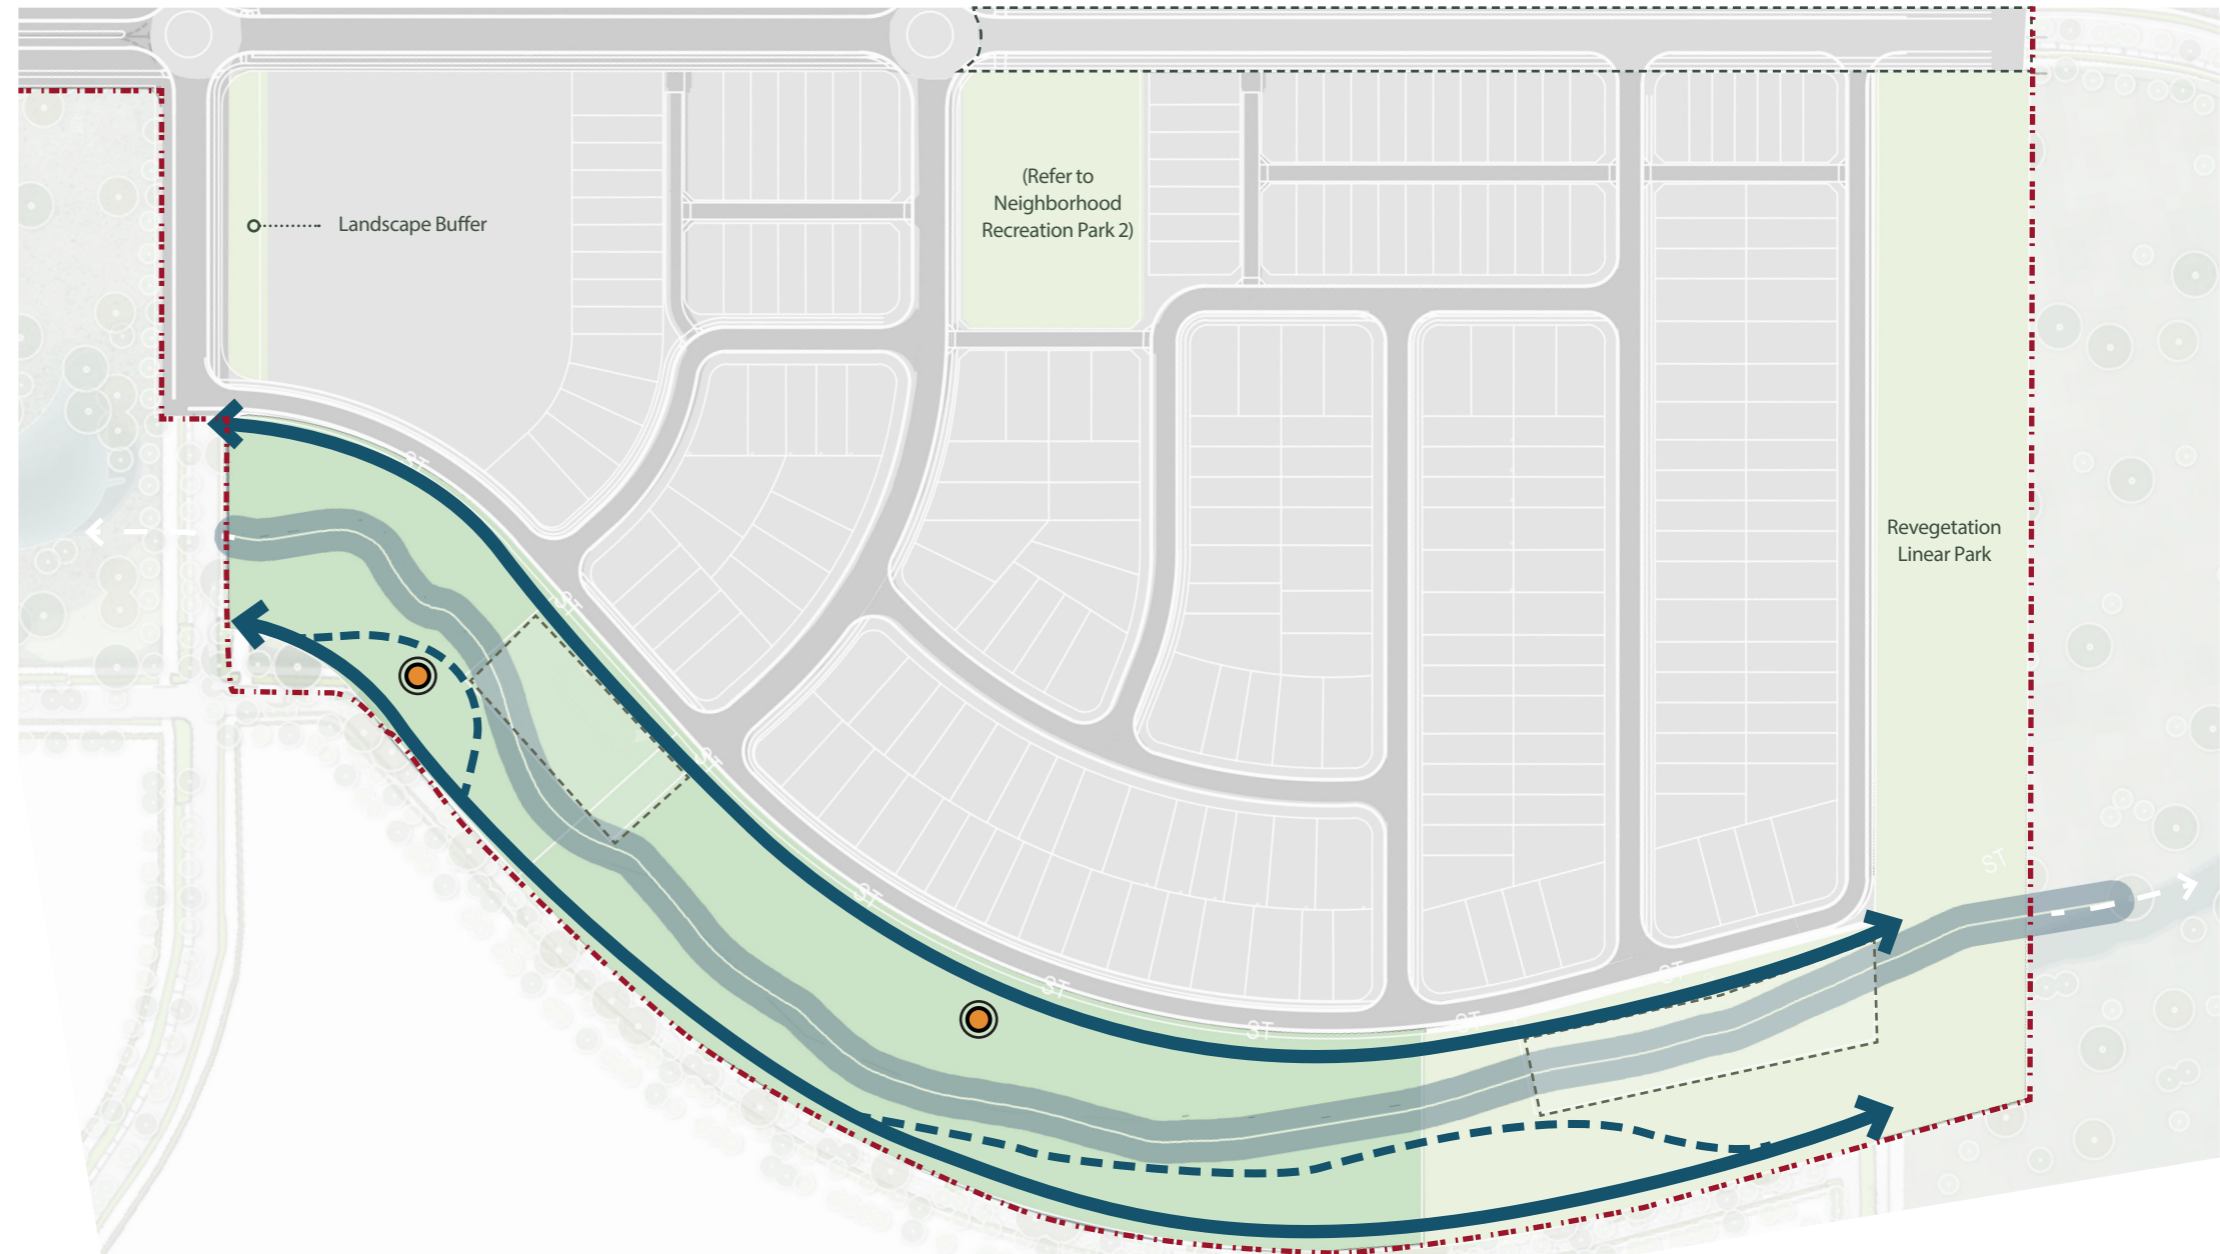 (Refer to
Neighborhood
Recreation Park 2)
Landscape Buffer
Revegetation
Linear Park
ST
ST
ST
ST
ST
ST
ST
ST
ST